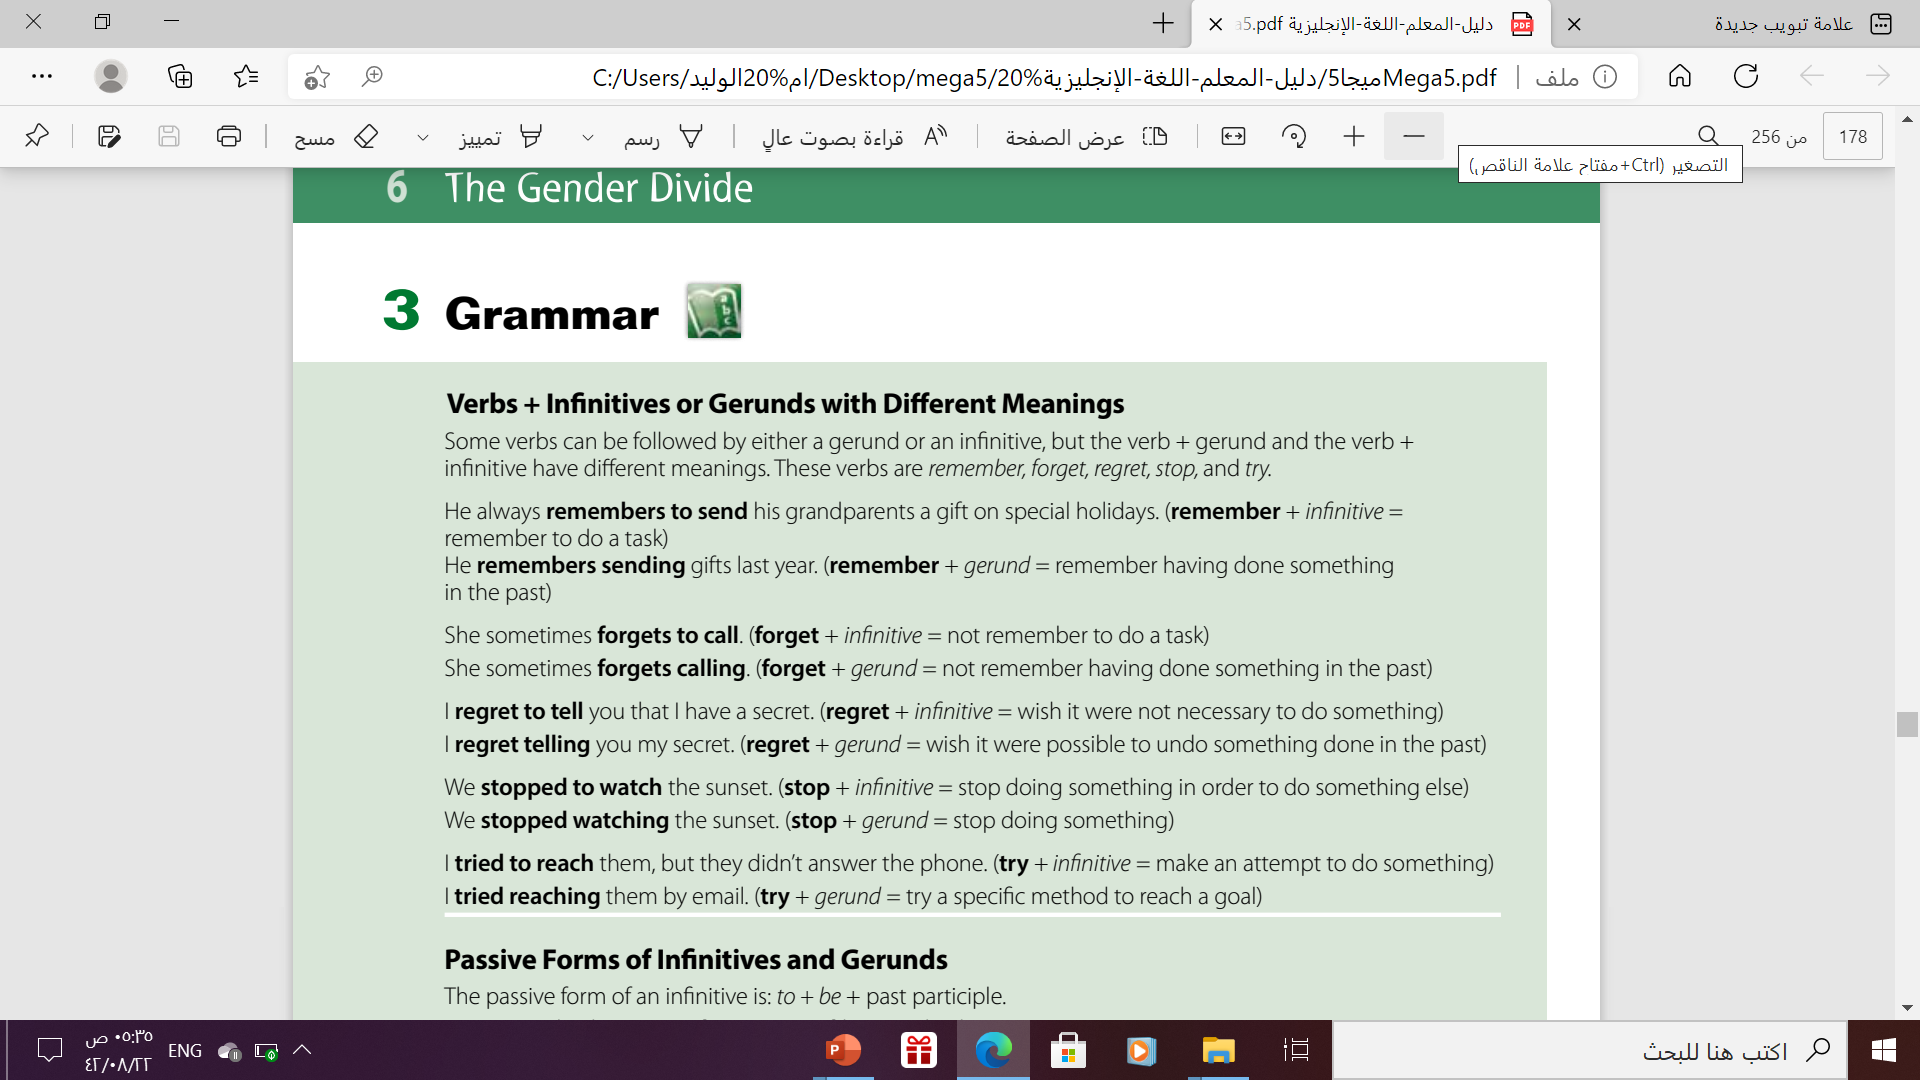 علامة تبويب جديدة
دليل-المعلم-اللغة-الإنجليزية a5.pdf
ملف
C:/Users/ام%20الوليد/Desktop/mega5/20%دليل-المعلم-اللغة-الإنجليزية/ميجا5Mega5.pdf
178
من 256
عرض الصفحة
قراءة بصوت عالٍ
رسم
تمييز
مسح
التصغير (Ctrl+مفتاح علامة الناقص)
6 The Gender Divide
3 Grammar
a b c
Verbs + Infinitives or Gerunds with Different Meanings
Some verbs can be followed by either a gerund or an infinitive, but the verb + gerund and the verb +
infinitive have different meanings. These verbs are remember, forget, regret, stop, and try.
He always remembers to send his grandparents a gift on special holidays. (remember + infinitive =
remember to do a task)
He remembers sending gifts last year. (remember + gerund = remember having done something
in the past)
She sometimes forgets to call. (forget + infinitive = not remember to do a task)
She sometimes forgets calling. (forget + gerund = not remember having done something in the past)
I regret to tell you that I have a secret. (regret + infinitive = wish it were not necessary to do something)
I regret telling you my secret. (regret + gerund = wish it were possible to undo something done in the past)
We stopped to watch the sunset. (stop + infinitive = stop doing something in order to do something else)
We stopped watching the sunset. (stop + gerund = stop doing something)
I tried to reach them, but they didn't answer the phone. (try + infinitive = make an attempt to do something)
I tried reaching them by email. (try + gerund = try a specific method to reach a goal)
Passive Forms of Infinitives and Gerunds
The passive form of an infinitive is: to + be + past participle.
اكتب هنا للبحث
ENG
٠٥:٣٥ ص
٤٢/٠٨/٢٢